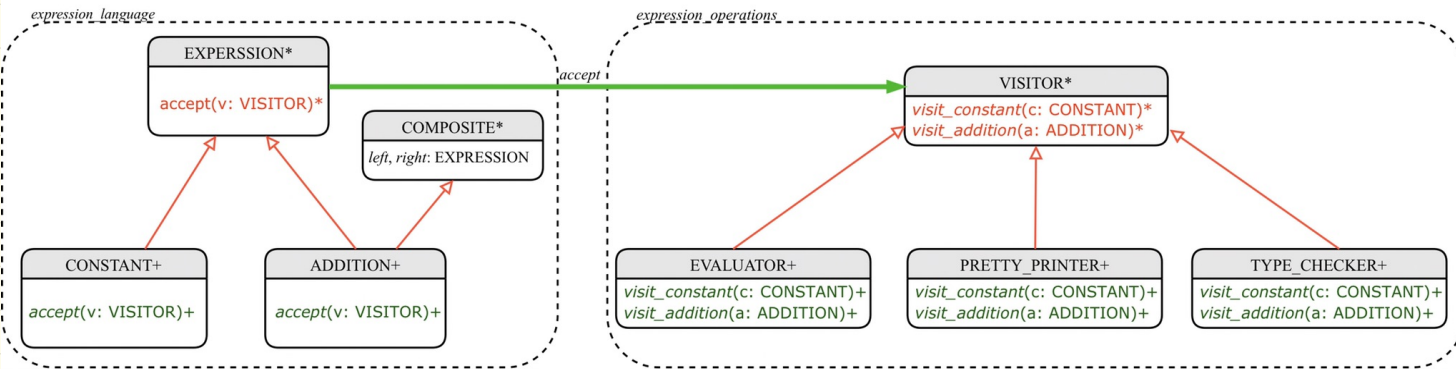 expression_language
EXPERSSION*
accept(v: VISITOR)*
COMPOSITE*
left, right: EXPRESSION
CONSTANT+
accept(v: VISITOR)+
ADDITION+
accept(v: VISITOR)+
accept
expression_operations
VISITOR*
visit_constant(c: CONSTANT)*
visit_addition(a: ADDITION)*
EVALUATOR+
visit_constant(c: CONSTANT)+
visit_addition(a: ADDITION)+
PRETTY_PRINTER+
visit_constant(c: CONSTANT)+
visit_addition(a: ADDITION)+
TYPE_CHECKER+
visit_constant(c: CONSTANT)+
visit_addition(a: ADDITION)+